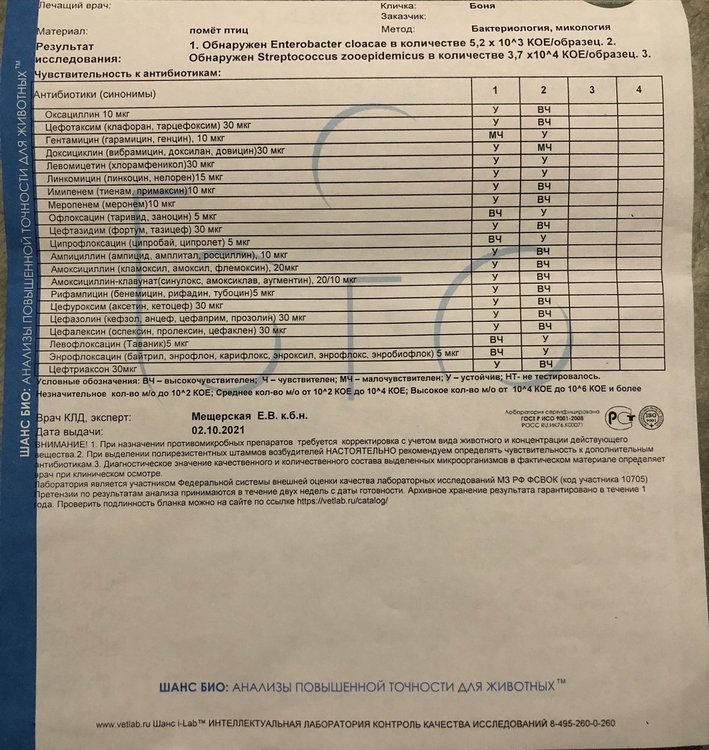 Лечащий врач:
Кличка: Боня
Заказчик:
Материал: помёт птиц Метод: Бактериология, микология
Результат исследования: 1. Обнаружен Enterobacter cloacae в количестве 5,2 x 10^3 КОЕ/образец. 2.
Обнаружен Streptococcus zooepidemicus в количестве 3,7 x10^4 КОЕ/образец. 3.
Чувствительность к антибиотикам:
Антибиотики (синонимы) 1 2 3 4
Оксациллин 10 мкг У ВЧ
Цефотаксим (клафоран, тарцефоксим) 30 мкг У ВЧ
Гентамицин (гарамицин, генцин), 10 мкг МЧ У
Доксициклин (вибрамицин, доксилан, довицин)30 мкг У МЧ
Левомицетин (хлорамфеникол)30 мкг У У
Линкомицин (линкоцин, нелорен)15 мкг У У
Имипенем (тиенам, примаксин)10 мкг У ВЧ
Меропенем (меронем)10 мкг У ВЧ
Офлоксацин (таривид, заноцин) 5 мкг ВЧ У
Цефтазидим (фортум, тазицеф) 30 мкг У ВЧ
Ципрофлоксацин (ципробай, ципролет) 5 мкг ВЧ У
Ампициллин (ампицид, амплитал, росциллин), 10 мкг У ВЧ
Амоксициллин (кламоксил, амоксил, флемоксин), 20мкг У ВЧ
Амоксициллин-клавунат(синулокс, амоксиклав, аугментин), 20/10 мкг У ВЧ
Рифампицин (бенемицин, рифадин, тубоцин)5 мкг У ВЧ
Цефуроксим (аксетин, кетоцеф) 30 мкг У ВЧ
Цефазолин (кефзол, анцеф, цефаприм, прозолин) 30 мкг У ВЧ
Цефалексин (оспексин, пролексин, цефаклен) 30 мкг У ВЧ
Левофлоксацин (Таваник)5 мкг ВЧ У
Энрофлоксацин (байтрил, энрофлон, карифлокс, энроксил, энрофлокс, энробиофлок) 5 мкг ВЧ У
Цефтриаксон 30мкг У ВЧ
Условные обозначения: ВЧ – высокочувствителен; Ч – чувствителен; МЧ – малочувствителен; У – устойчив; НТ- не тестировалось.
Незначительное кол-во м/о до 10^2 КОЕ; Среднее кол-во м/о от 10^2 до 10^4 КОЕ; Высокое кол-во м/о от 10^4 КОЕ до 10^6 КОЕ и более
Врач КЛД, эксперт: Мещерская Е.В. к.б.н.
Дата выдачи: 02.10.2021
Лаборатория сертифицирована
ГОСТ Р ИСО 9001-2008
РОСС RU.ИК76.К00071
ВНИМАНИЕ! 1. При назначении противомикробных препаратов требуется корректировка с учетом вида животного и концентрации действующего
вещества.2. При выделении полирезистентных штаммов возбудителей НАСТОЯТЕЛЬНО рекомендуем определять чувствительность к дополнительным
антибиотикам.3. Диагностическое значение качественного и количественного состава выделенных микроорганизмов в фактическом материале определяет
врач при клиническом осмотре.
Лаборатория является участником Федеральной системы внешней оценки качества лабораторных исследований МЗ РФ ФСВОК (код участника 10705)
Претензии по результатам анализа принимаются в течение двух недель с даты готовности. Архивное хранение результата гарантировано в течение 1
года. Проверить подлинность бланка можно на сайте по ссылке https://vetlab.ru/catalog/
ШАНС БИО: АНАЛИЗЫ ПОВЫШЕННОЙ ТОЧНОСТИ ДЛЯ ЖИВОТНЫХ™
ШАНС БИО: АНАЛИЗЫ ПОВЫШЕННОЙ ТОЧНОСТИ ДЛЯ ЖИВОТНЫХ™
www.vetlab.ru Шанс i-Lab™ ИНТЕЛЛЕКТУАЛЬНАЯ ЛАБОРАТОРИЯ КОНТРОЛЬ КАЧЕСТВА ИССЛЕДОВАНИЙ 8-495-260-0-260